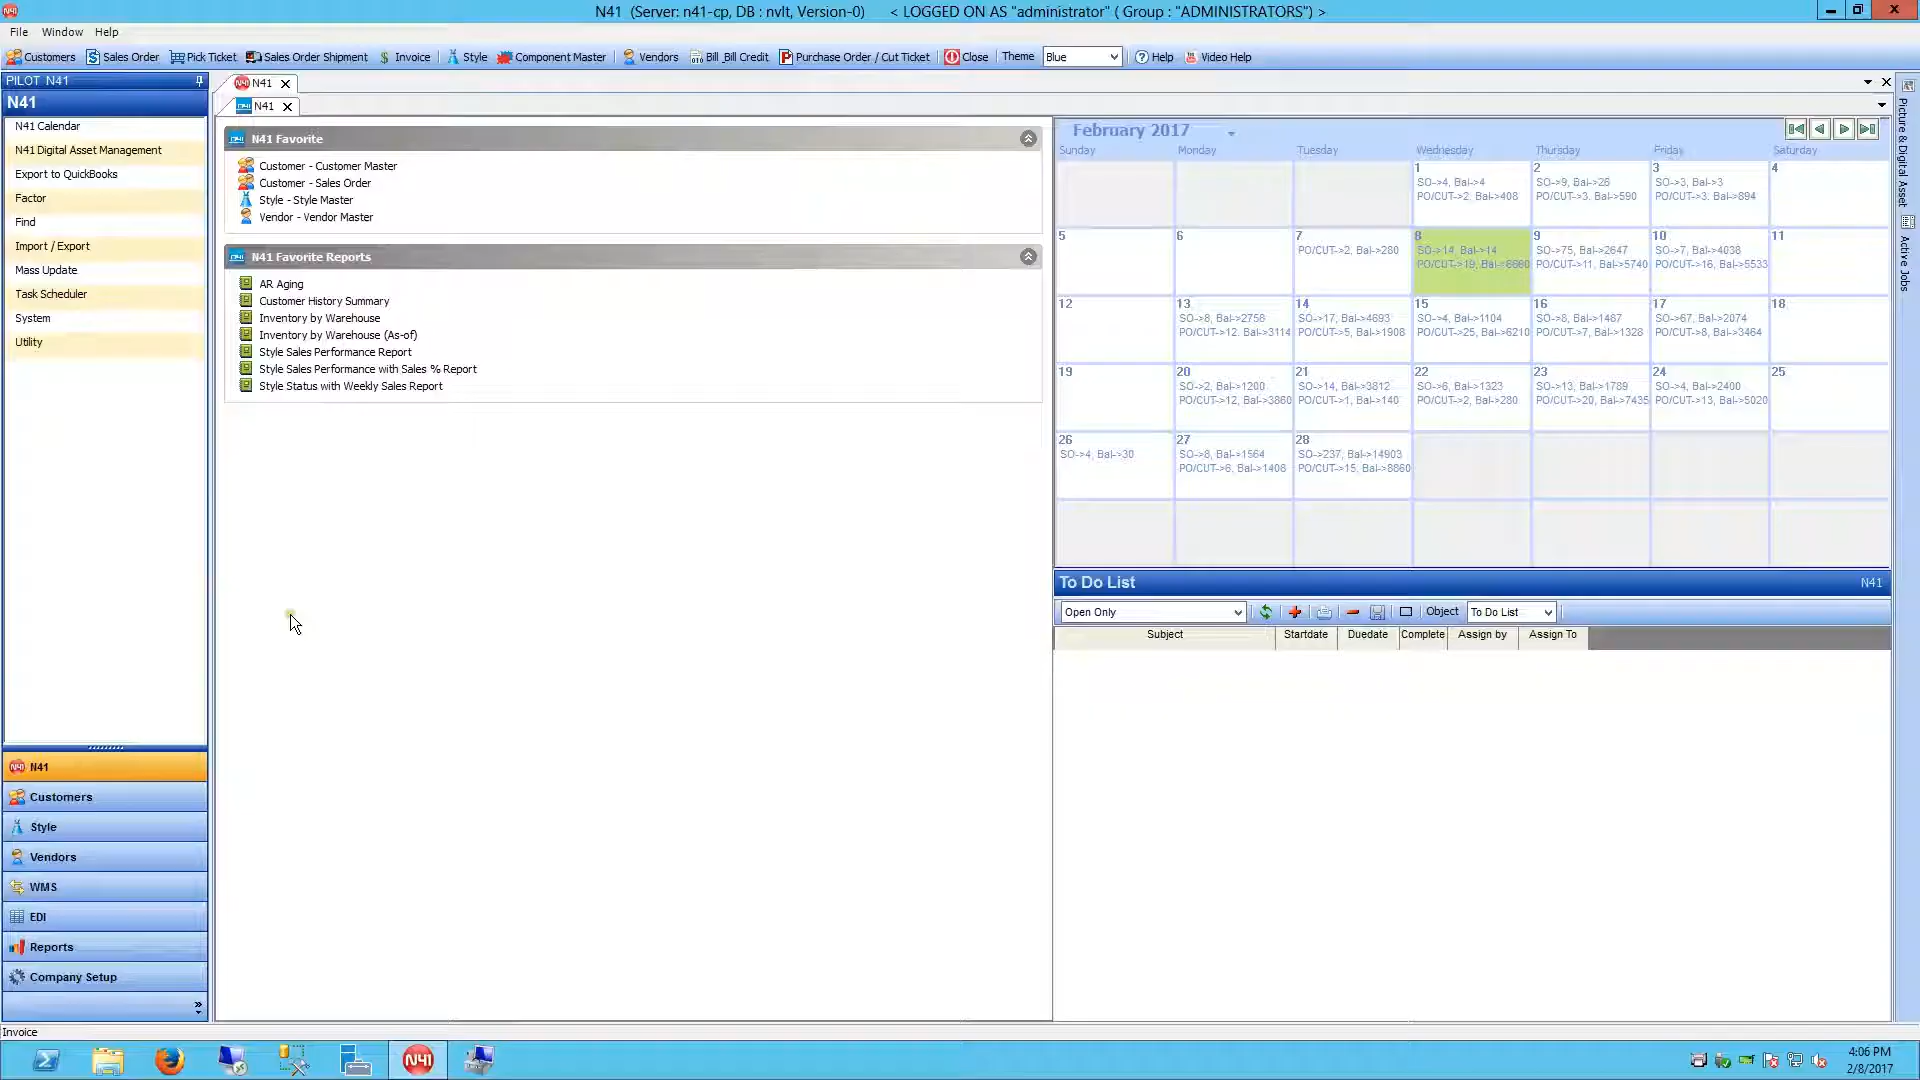 N41 (Server: n41-cp, DB : nvlt, Version-0) < LOGGED ON AS "administrator" ( Group : "ADMINISTRATORS") >
File Window Help
Customers Sales Order Pick Ticket Sales Order Shipment $ Invoice Style Component Master Vendors Bill_Bill Credit Purchase Order / Cut Ticket Close Theme Blue Help Video Help
PILOT N41
N41
N41 Calendar
N41 Digital Asset Management
Export to QuickBooks
Factor
Find
Import / Export
Mass Update
Task Scheduler
System
Utility
N41
Customers
Style
Vendors
WMS
EDI
Reports
Company Setup
Invoice
N41
N41
N41 Favorite
Customer - Customer Master
Customer - Sales Order
Style - Style Master
Vendor - Vendor Master
N41 Favorite Reports
AR Aging
Customer History Summary
Inventory by Warehouse
Inventory by Warehouse (As-of)
Style Sales Performance Report
Style Sales Performance with Sales % Report
Style Status with Weekly Sales Report
February 2017
Sunday Monday Tuesday Wednesday Thursday Friday Saturday
1 2 3 4
SO->4, Bal->4 SO->9, Bal->26 SO->3, Bal->3
PO/CUT->2, Bal->408 PO/CUT->3, Bal->590 PO/CUT->3, Bal->894
5 6 7 8 9 10 11
PO/CUT->2, Bal->280 SO->14, Bal->14 SO->75, Bal->2647 SO->7, Bal->4038
PO/CUT->19, Bal->6680 PO/CUT->11, Bal->5740 PO/CUT->16, Bal->5533
12 13 14 15 16 17 18
SO->8, Bal->2758 SO->17, Bal->4693 SO->4, Bal->1104 SO->8, Bal->1487 SO->67, Bal->2074
PO/CUT->12, Bal->3114 PO/CUT->5, Bal->1908 PO/CUT->25, Bal->6210 PO/CUT->7, Bal->1328 PO/CUT->8, Bal->3464
19 20 21 22 23 24 25
SO->2, Bal->1200 SO->14, Bal->3812 SO->6, Bal->1323 SO->13, Bal->1789 SO->4, Bal->2400
PO/CUT->12, Bal->3860 PO/CUT->1, Bal->140 PO/CUT->2, Bal->280 PO/CUT->20, Bal->7435 PO/CUT->13, Bal->5020
26 27 28
SO->4, Bal->30 SO->8, Bal->1564 SO->237, Bal->14903
PO/CUT->6, Bal->1408 PO/CUT->15, Bal->8860
To Do List N41
Open Only Object To Do List
Subject Startdate Duedate Complete Assign by Assign To
Picture & Digital Asset
Active Jobs
N41
4:06 PM
2/8/2017